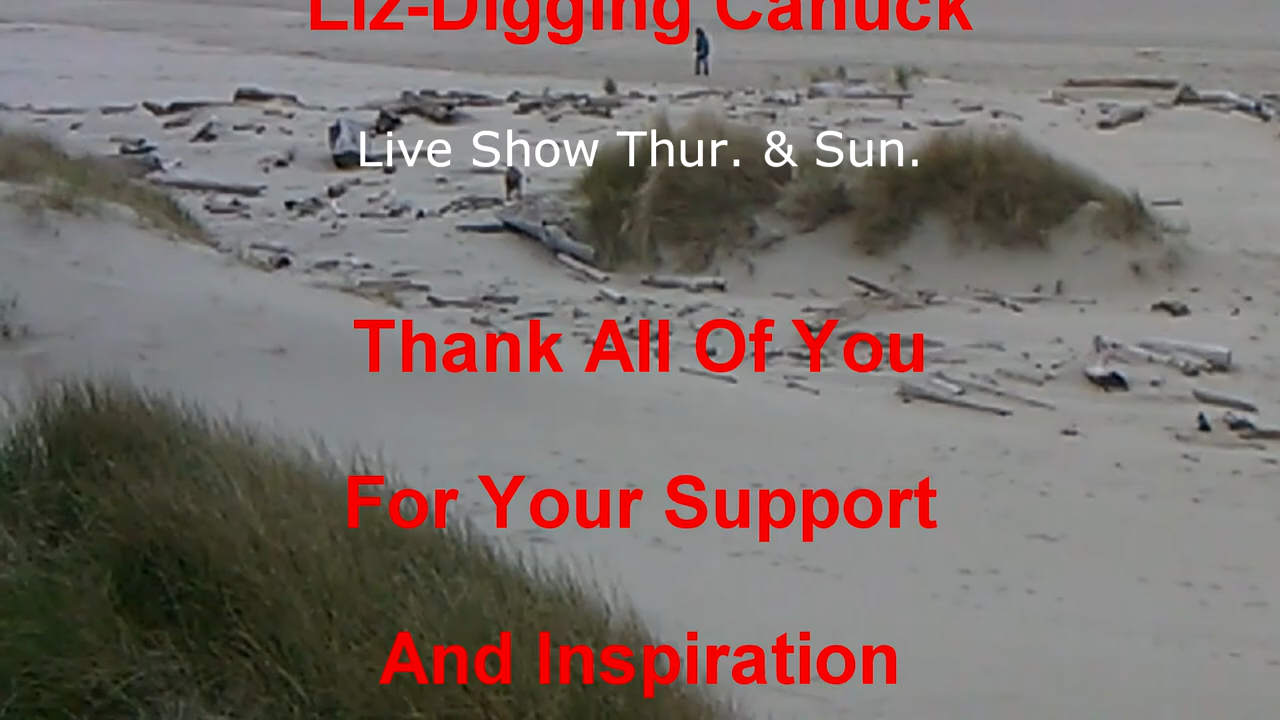 Liz-Digging Canuck
Live Show Thur. & Sun.
Thank All Of You
For Your Support
And Inspiration